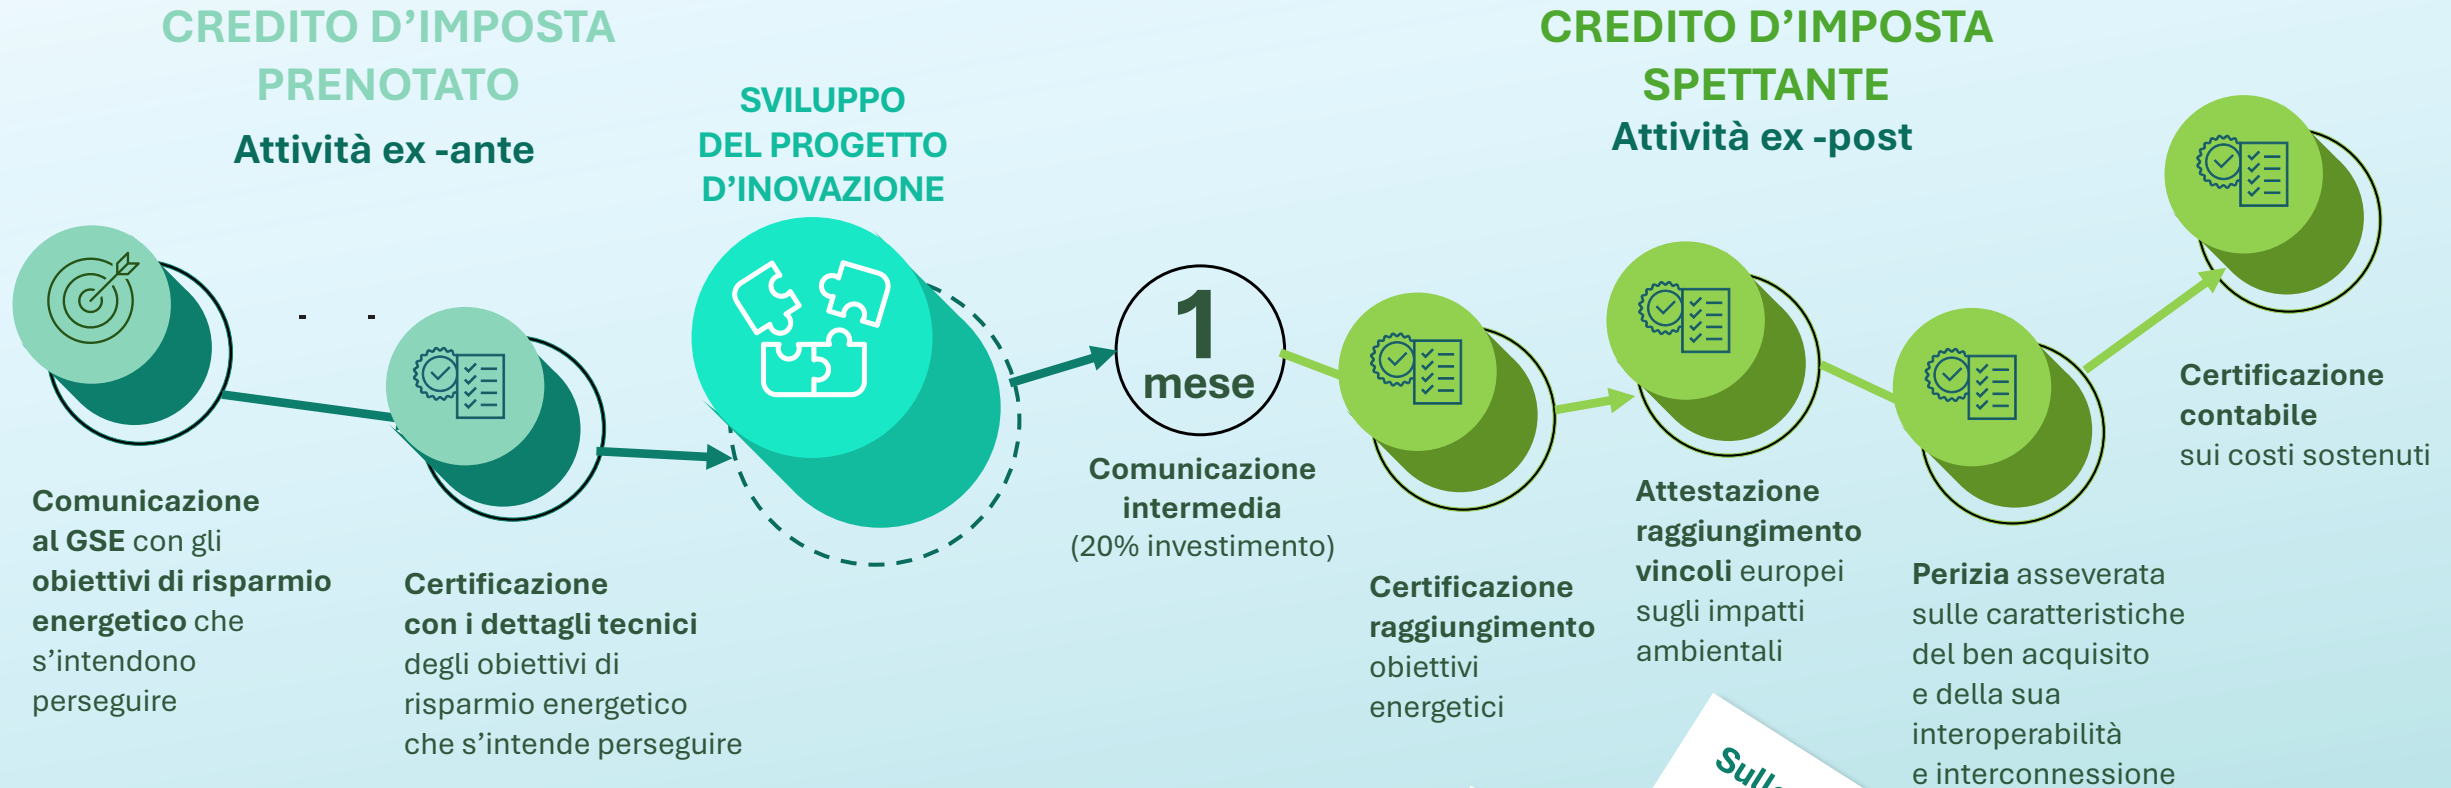 CREDITO D’IMPOSTA
PRENOTATO
Attività ex -ante
SVILUPPO
DEL PROGETTO
D’INOVAZIONE
CREDITO D’IMPOSTA
SPETTANTE
Attività ex -post
- -
Comunicazione
al GSE con gli
obiettivi di risparmio
energetico che
s’intendono
perseguire
Certificazione
con i dettagli tecnici
degli obiettivi di
risparmio energetico
che s’intende perseguire
1
mese
Comunicazione
intermedia
(20% investimento)
Certificazione
raggiungimento
obiettivi
energetici
Attestazione
raggiungimento
vincoli europei
sugli impatti
ambientali
Perizia asseverata
sulle caratteristiche
del ben acquisito
e della sua
interoperabilità
e interconnessione
Certificazione
contabile
sui costi sostenuti